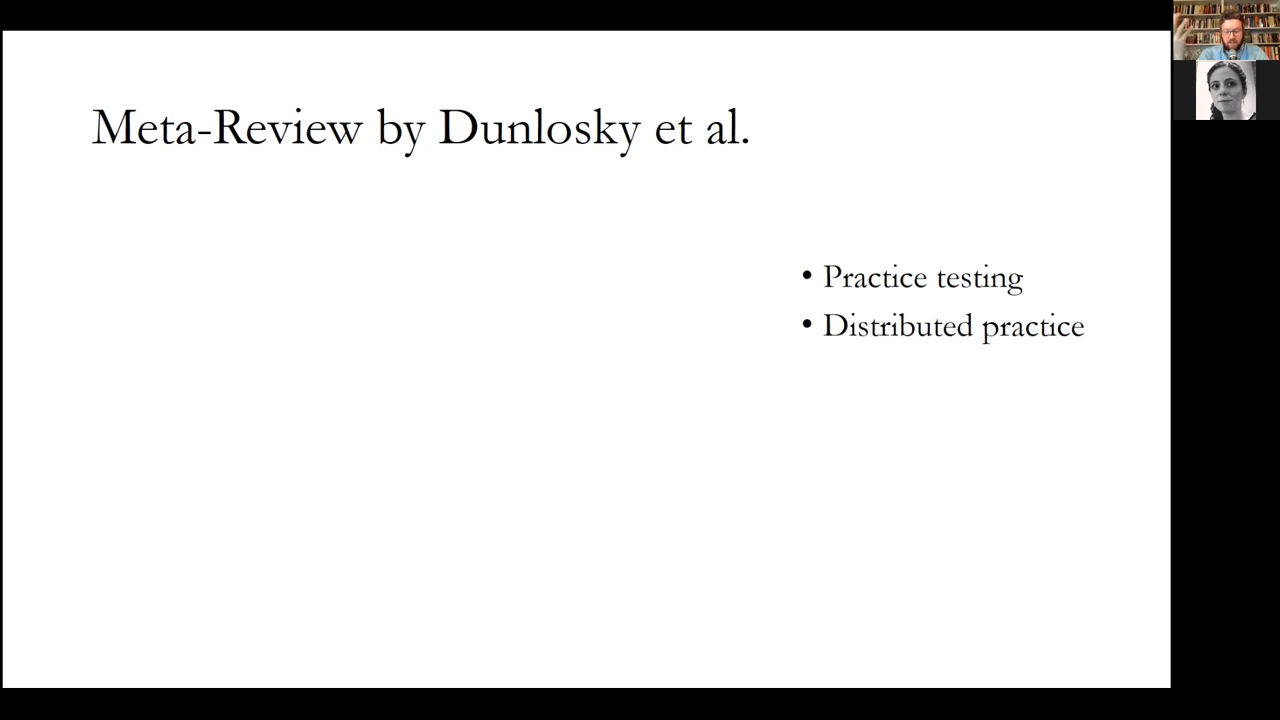 Meta-Review by Dunlosky et al.
• Practice testing
• Distributed practice